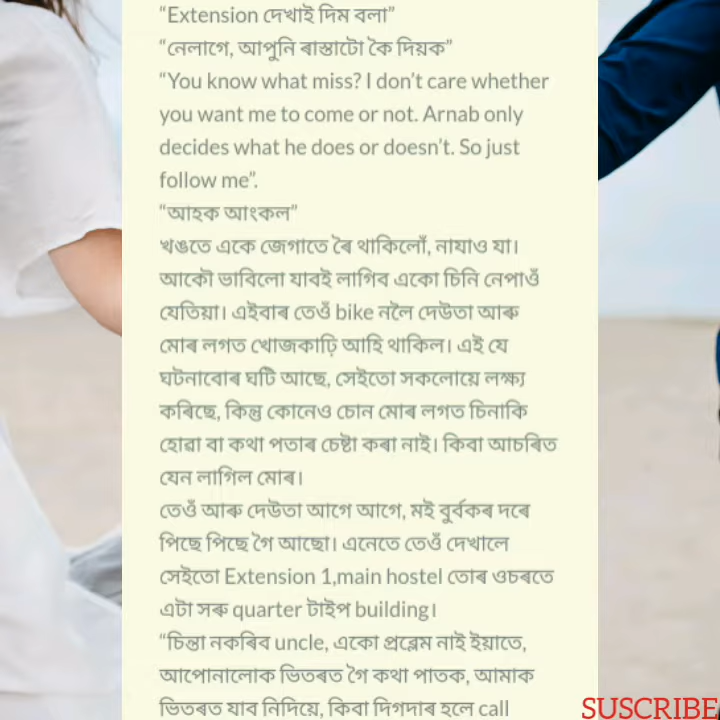 “Extension দেখাই দিম বলা”
“নেলাগে, আপুনি ৰাস্তাটো কৈ দিয়ক”
“You know what miss? I don’t care whether
you want me to come or not. Arnab only
decides what he does or doesn’t. So just
follow me”.
“আহক আংকল”
খঙতে একে জেগাতে ৰৈ থাকিলোঁ, নাযাও যা।
আকৌ ভাবিলো যাবই লাগিব একো চিনি নেপাওঁ
যেতিয়া। এইবাৰ তেওঁ bike নলৈ দেউতা আৰু
মোৰ লগত খোজকাঢ়ি আহি থাকিল। এই যে
ঘটনাবোৰ ঘটি আছে, সেইতো সকলোয়ে লক্ষ্য
কৰিছে, কিন্তু কোনেও চোন মোৰ লগত চিনাকি
হোৱা বা কথা পতাৰ চেষ্টা কৰা নাই। কিবা আচৰিত
যেন লাগিল মোৰ।
তেওঁ আৰু দেউতা আগে আগে, মই বুৰ্বকৰ দৰে
পিছে পিছে গৈ আছো। এনেতে তেওঁ দেখালে
সেইতো Extension 1,main hostel তোৰ ওচৰতে
এটা সৰু quarter টাইপ building।
“চিন্তা নকৰিব uncle, একো প্ৰব্লেম নাই ইয়াতে,
আপোনালোক ভিতৰত গৈ কথা পাতক, আমাক
ভিতৰত যাব নিদিয়ে, কিবা দিগদাৰ হলে call
SUSCRIBE